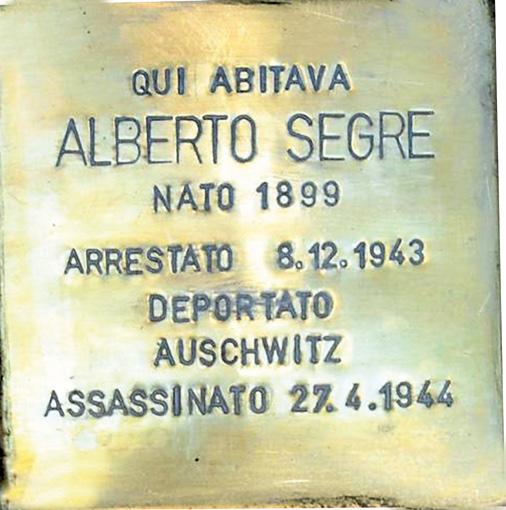 QUI ABITAVA
ALBERTO SEGRE
NATO 1899
ARRESTATO 8.12.1943
DEPORTATO
AUSCHWITZ
ASSASSINATO 27.4.1944